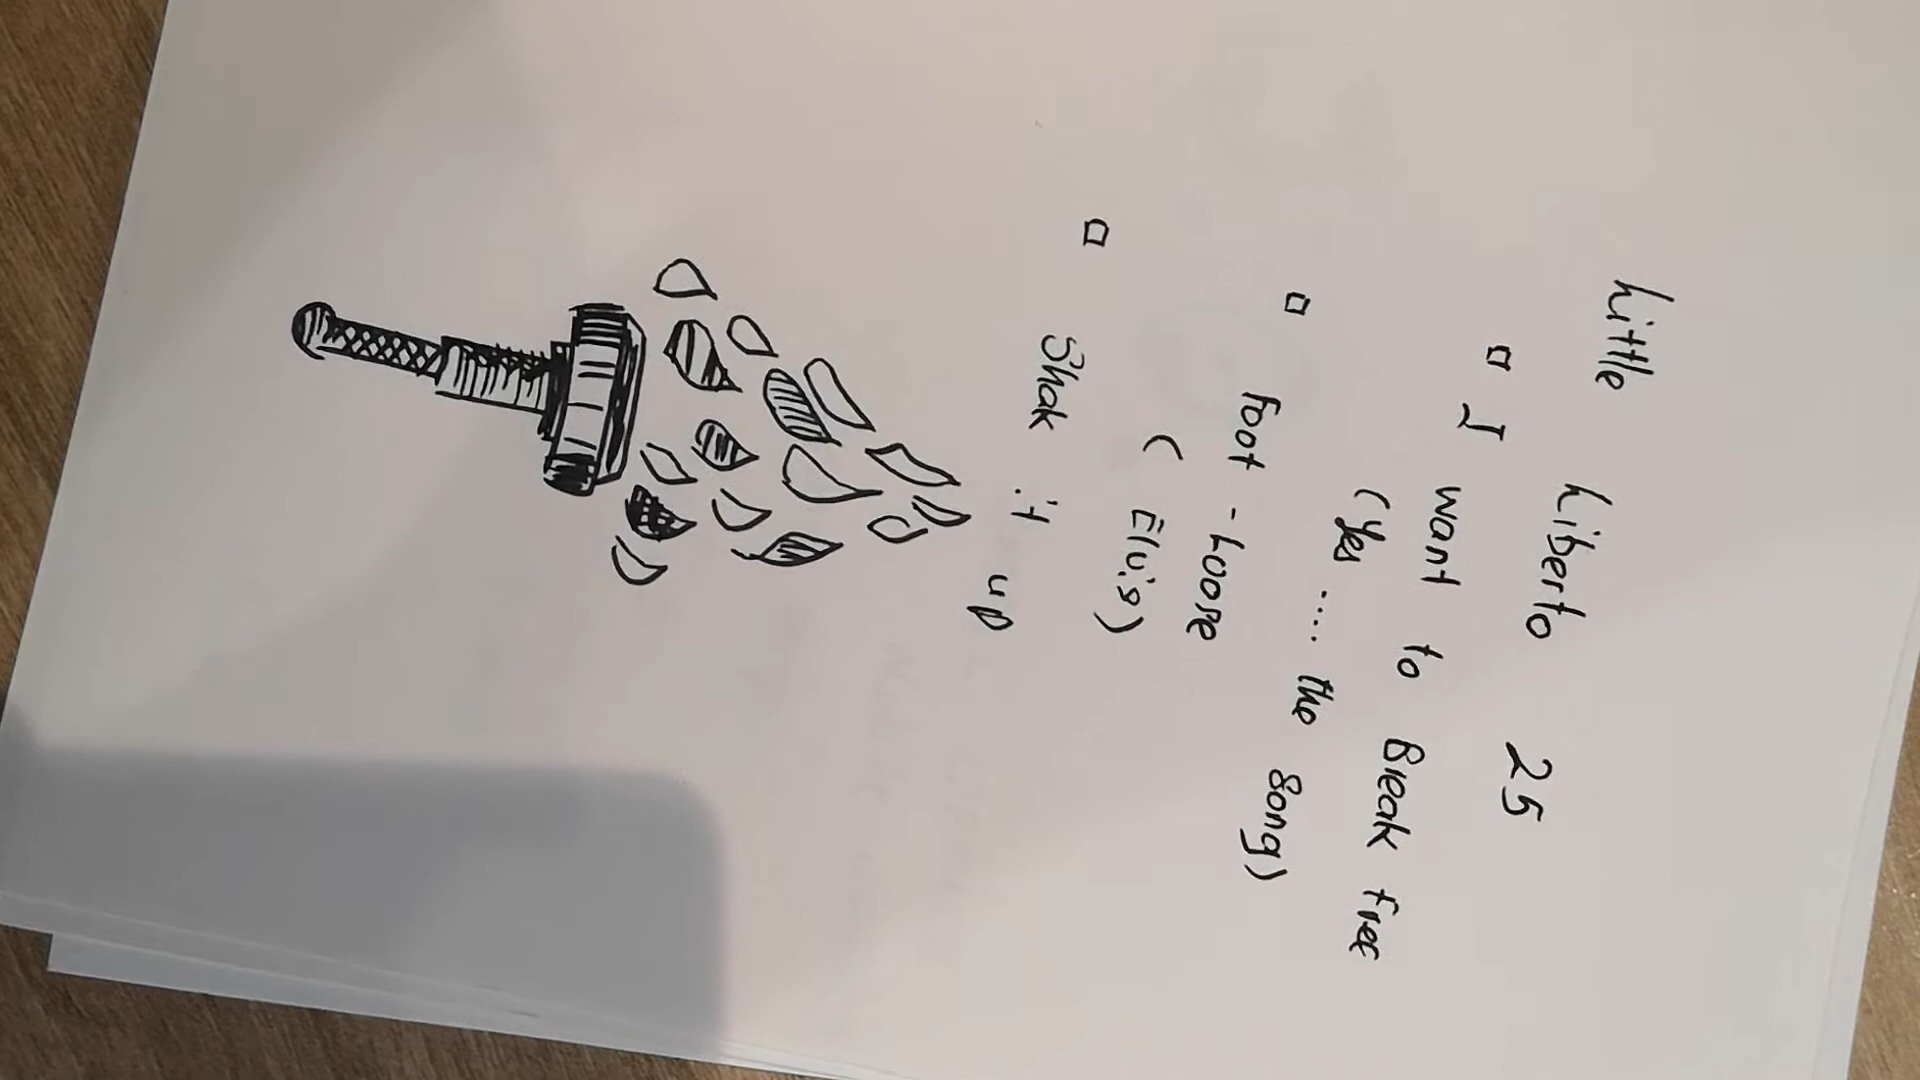 Little Liberto 25
I want to Break free
(yes ..... the song)
foot - Loose
(Elvis)
Shak it up